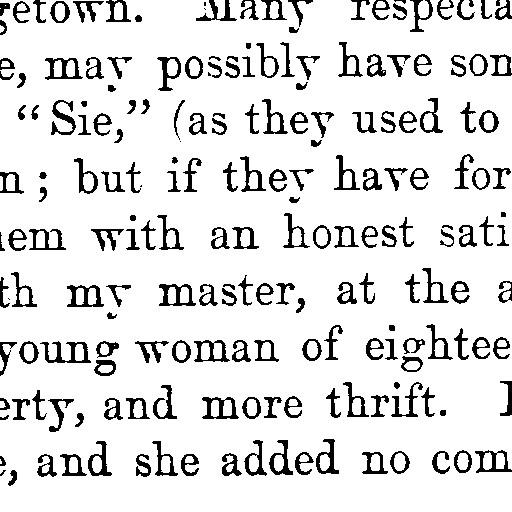 getown. Many respecta
e, may possibly have som
"Sie," (as they used to
n; but if they have for
hem with an honest sati
th my master, at the a
young woman of eightee
erty, and more thrift.
e, and she added no com